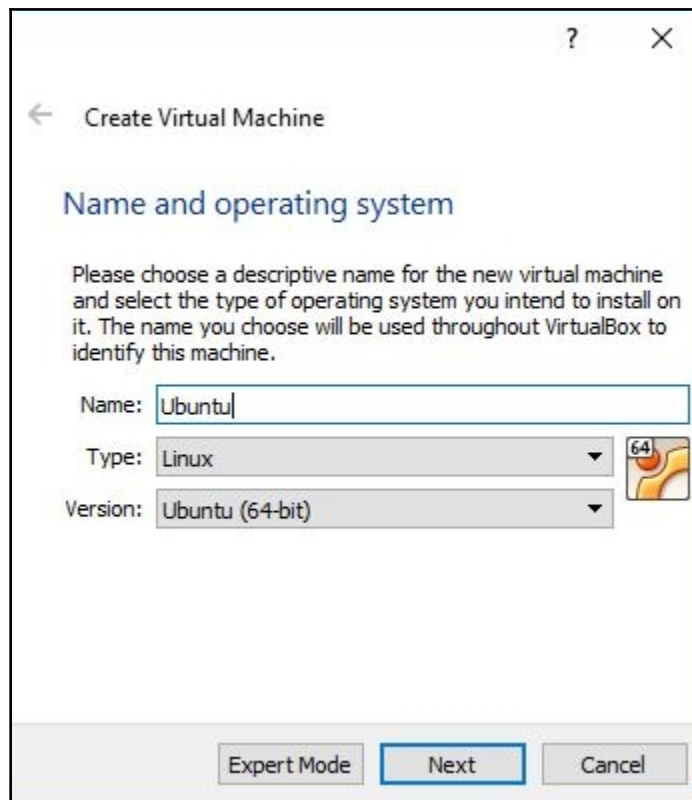 ?
Create Virtual Machine
Name and operating system
Please choose a descriptive name for the new virtual machine
and select the type of operating system you intend to install on
it. The name you choose will be used throughout VirtualBox to
identify this machine.
Name: Ubuntu
Type: Linux
64
Version: Ubuntu (64-bit)
Expert Mode Next Cancel